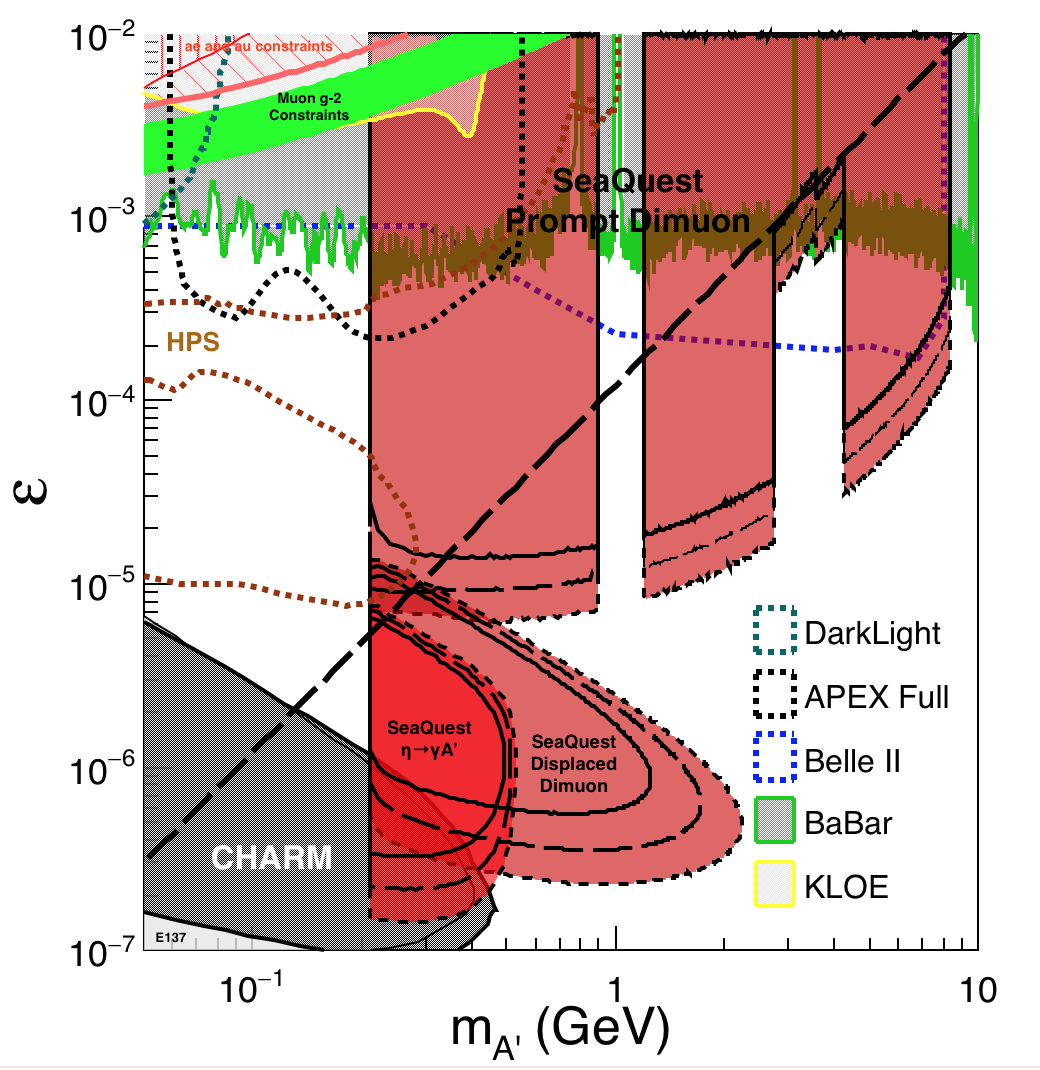 10⁻²
10⁻³
10⁻⁴
10⁻⁵
10⁻⁶
10⁻⁷
ε
ae and au constraints
Muon g-2
Constraints
SeaQuest
Prompt Dimuon
HPS
SeaQuest
η→γA'
SeaQuest
Displaced
Dimuon
CHARM
E137
DarkLight
APEX Full
Belle II
BaBar
KLOE
10⁻¹
1
10
m_A' (GeV)